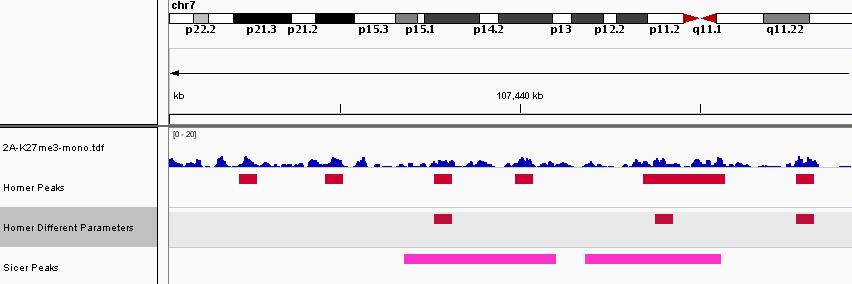 chr7
p22.2 p21.3 p21.2 p15.3 p15.1 p14.2 p13 p12.2 p11.2 q11.1 q11.22
kb 107,440 kb
[0 - 20]
2A-K27me3-mono.tdf
Homer Peaks
Homer Different Parameters
Sicer Peaks